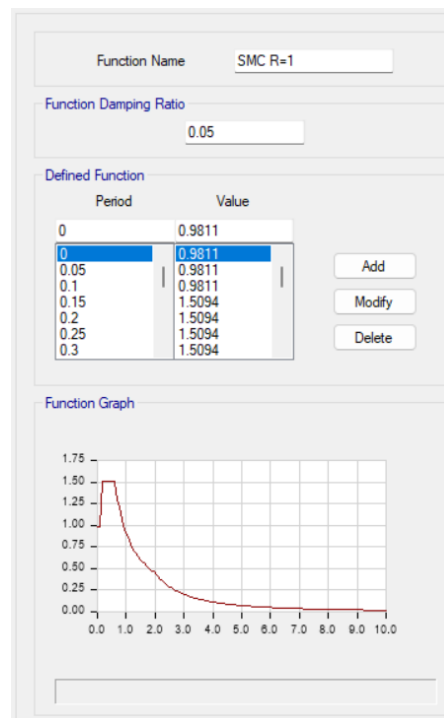 Function Name SMC R=1
Function Damping Ratio
0.05
Defined Function
Period Value
0 0.9811
0 0.9811
0.05 0.9811
0.1 0.9811
0.15 1.5094
0.2 1.5094
0.25 1.5094
0.3 1.5094
Add
Modify
Delete
Function Graph
1.75
1.50
1.25
1.00
0.75
0.50
0.25
0.00
0.0 1.0 2.0 3.0 4.0 5.0 6.0 7.0 8.0 9.0 10.0